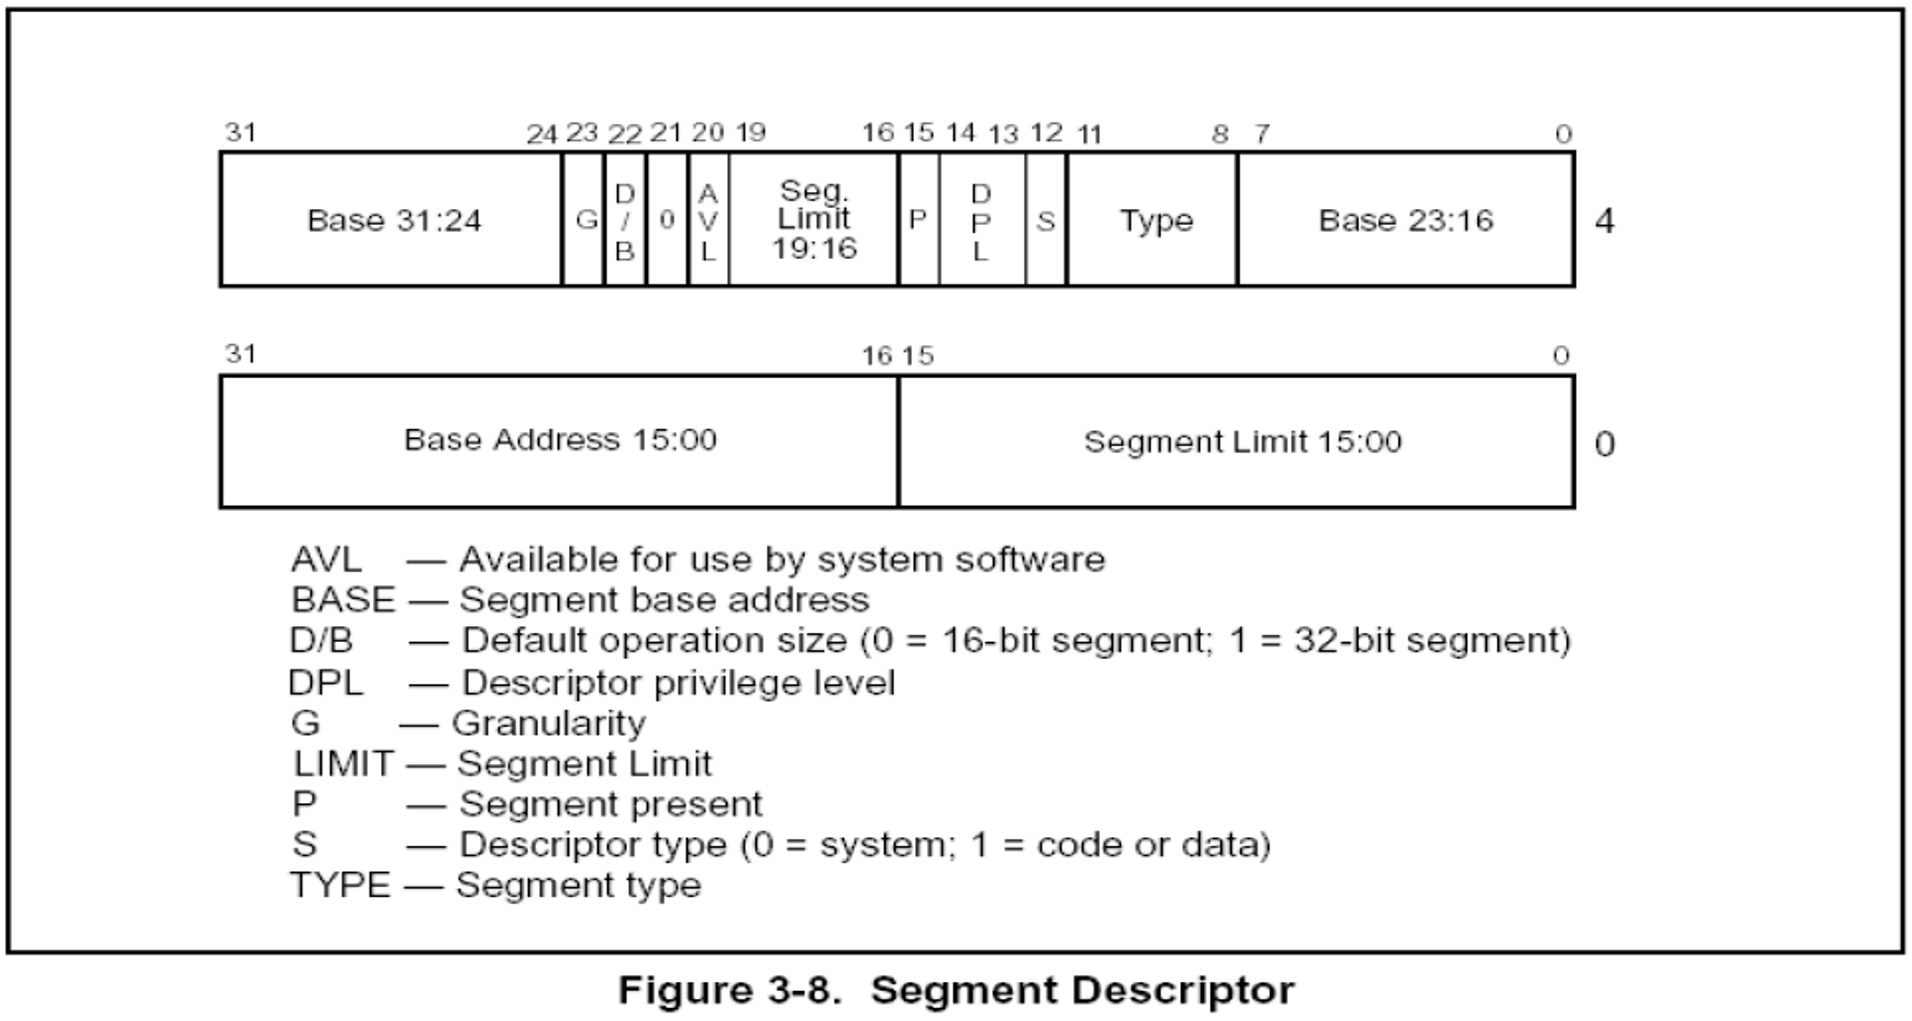 31 24 23 22 21 20 19 16 15 14 13 12 11 8 7 0
Base 31:24 G D/B 0 AVL Seg. Limit 19:16 P DPL S Type Base 23:16 4
31 16 15 0
Base Address 15:00 Segment Limit 15:00 0
AVL — Available for use by system software
BASE — Segment base address
D/B — Default operation size (0 = 16-bit segment; 1 = 32-bit segment)
DPL — Descriptor privilege level
G — Granularity
LIMIT — Segment Limit
P — Segment present
S — Descriptor type (0 = system; 1 = code or data)
TYPE — Segment type
Figure 3-8. Segment Descriptor